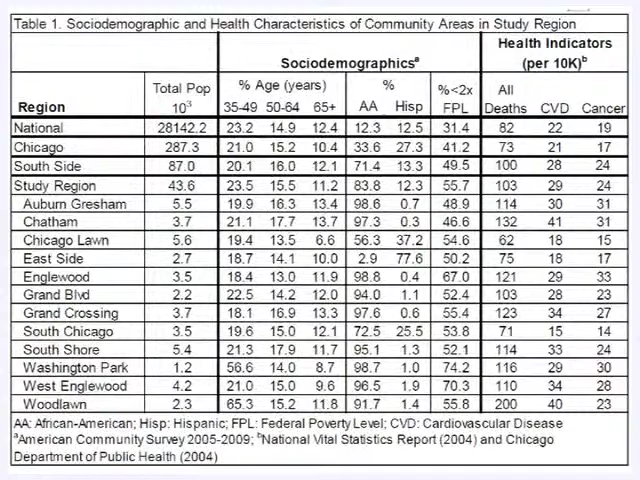 Table 1. Sociodemographic and Health Characteristics of Community Areas in Study Region
Sociodemographicsᵃ Health Indicators (per 10K)ᵇ
Total Pop % Age (years) % %<2x All
Region 10³ 35-49 50-64 65+ AA Hisp FPL Deaths CVD Cancer
National 28142.2 23.2 14.9 12.4 12.3 12.5 31.4 82 22 19
Chicago 287.3 21.0 15.2 10.4 33.6 27.3 41.2 73 21 17
South Side 87.0 20.1 16.0 12.1 71.4 13.3 49.5 100 28 24
Study Region 43.6 23.5 15.5 11.2 83.8 12.3 55.7 103 29 24
Auburn Gresham 5.5 19.9 16.3 13.4 98.6 0.7 48.9 114 30 31
Chatham 3.7 21.1 17.7 13.7 97.3 0.3 46.6 132 41 31
Chicago Lawn 5.6 19.4 13.5 6.6 56.3 37.2 54.6 62 18 15
East Side 2.7 18.7 14.1 10.0 2.9 77.6 50.2 75 18 17
Englewood 3.5 18.4 13.0 11.9 98.8 0.4 67.0 121 29 33
Grand Blvd 2.2 22.5 14.2 12.0 94.0 1.1 52.4 103 28 23
Grand Crossing 3.7 18.1 16.9 13.3 97.6 0.6 55.4 123 34 27
South Chicago 3.5 19.6 15.0 12.1 72.5 25.5 53.8 71 15 14
South Shore 5.4 21.3 17.9 11.7 95.1 1.3 52.1 114 33 24
Washington Park 1.2 56.6 14.0 8.7 98.7 1.0 74.2 116 29 30
West Englewood 4.2 21.0 15.0 9.6 96.5 1.9 70.3 110 34 28
Woodlawn 2.3 65.3 15.2 11.8 91.7 1.4 55.8 200 40 23
AA: African-American; Hisp: Hispanic; FPL: Federal Poverty Level; CVD: Cardiovascular Disease
ᵃAmerican Community Survey 2005-2009; ᵇNational Vital Statistics Report (2004) and Chicago
Department of Public Health (2004)